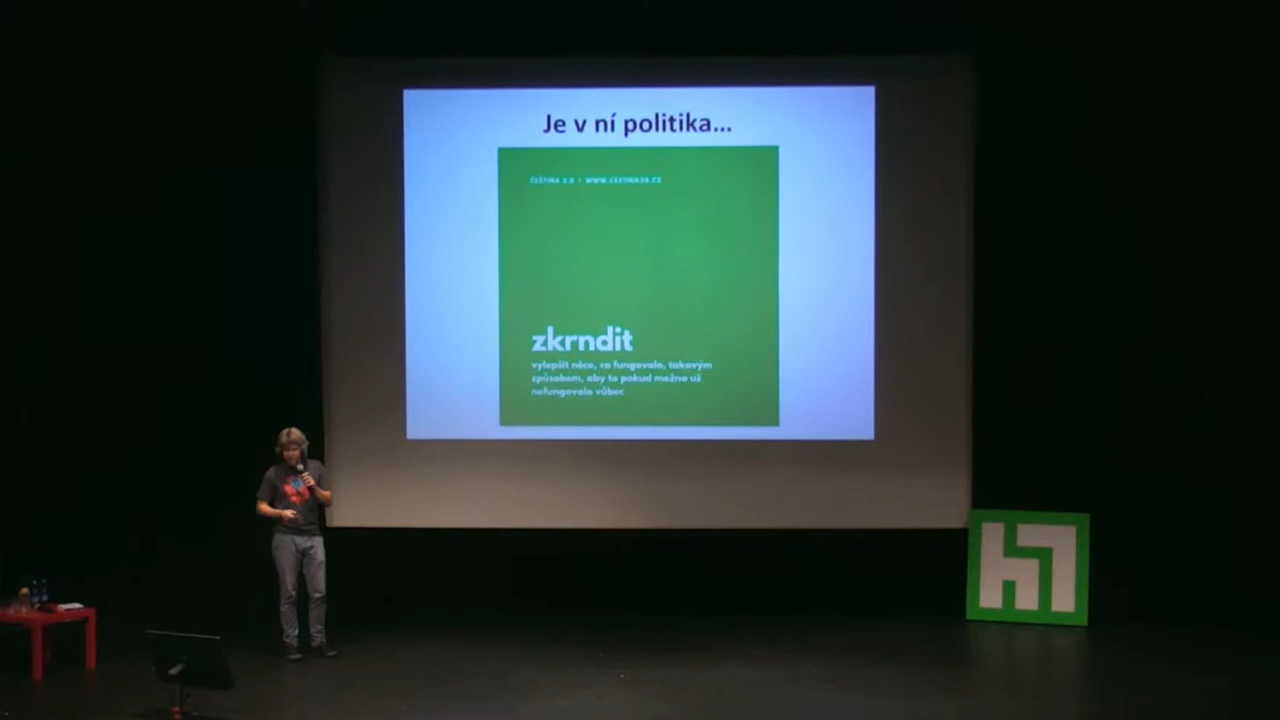 Je v ní politika...
ČEŠTINA 2.0 • WWW.CESTINA20.CZ
zkrndit
vylepšit něco, co fungovalo, takovým
způsobem, aby to pokud možno už
nefungovalo vůbec